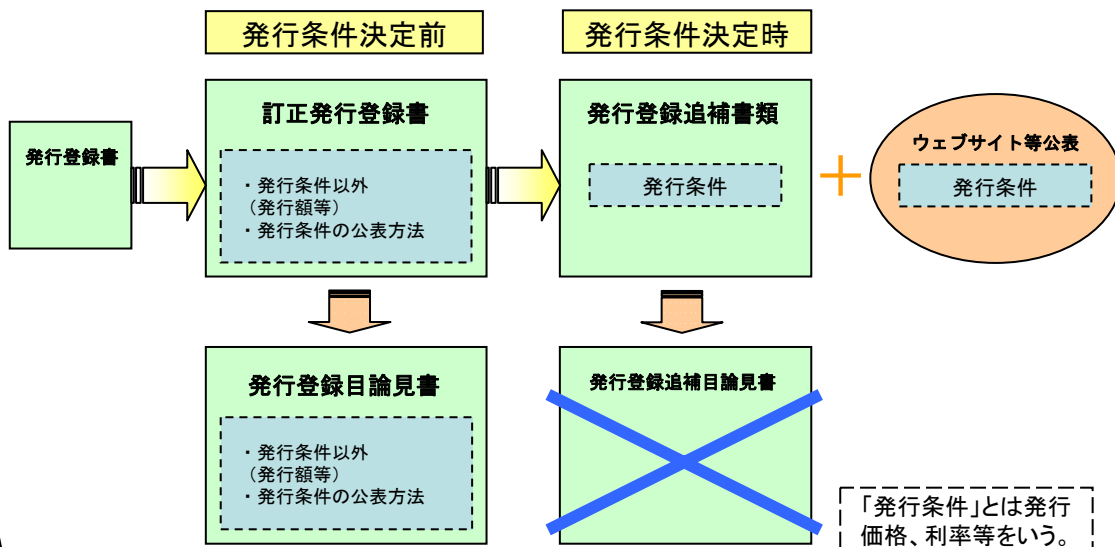 発行条件決定前
発行条件決定時
発行登録書
訂正発行登録書
・発行条件以外
(発行額等)
・発行条件の公表方法
発行登録追補書類
発行条件
ウェブサイト等公表
発行条件
発行登録目論見書
・発行条件以外
(発行額等)
・発行条件の公表方法
発行登録追補目論見書
「発行条件」とは発行
価格、利率等をいう。